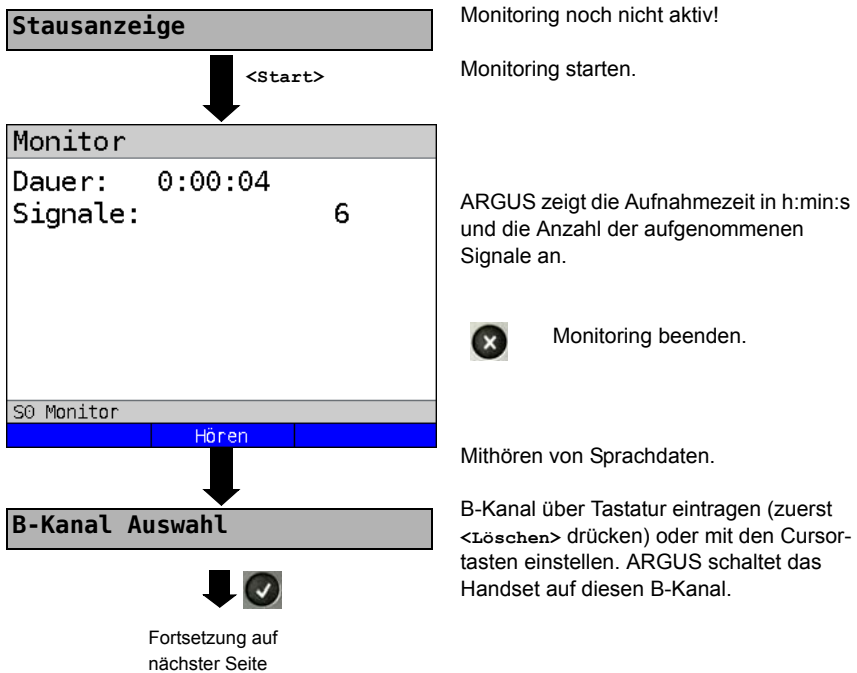 Stausanzeige
Monitoring noch nicht aktiv!
<Start>
Monitoring starten.
Monitor
Dauer: 0:00:04
Signale: 6
ARGUS zeigt die Aufnahmezeit in h:min:s
und die Anzahl der aufgenommenen
Signale an.
Monitoring beenden.
S0 Monitor
Hören
Mithören von Sprachdaten.
B-Kanal Auswahl
B-Kanal über Tastatur eintragen (zuerst
<Löschen> drücken) oder mit den Cursor-
tasten einstellen. ARGUS schaltet das
Handset auf diesen B-Kanal.
Fortsetzung auf
nächster Seite